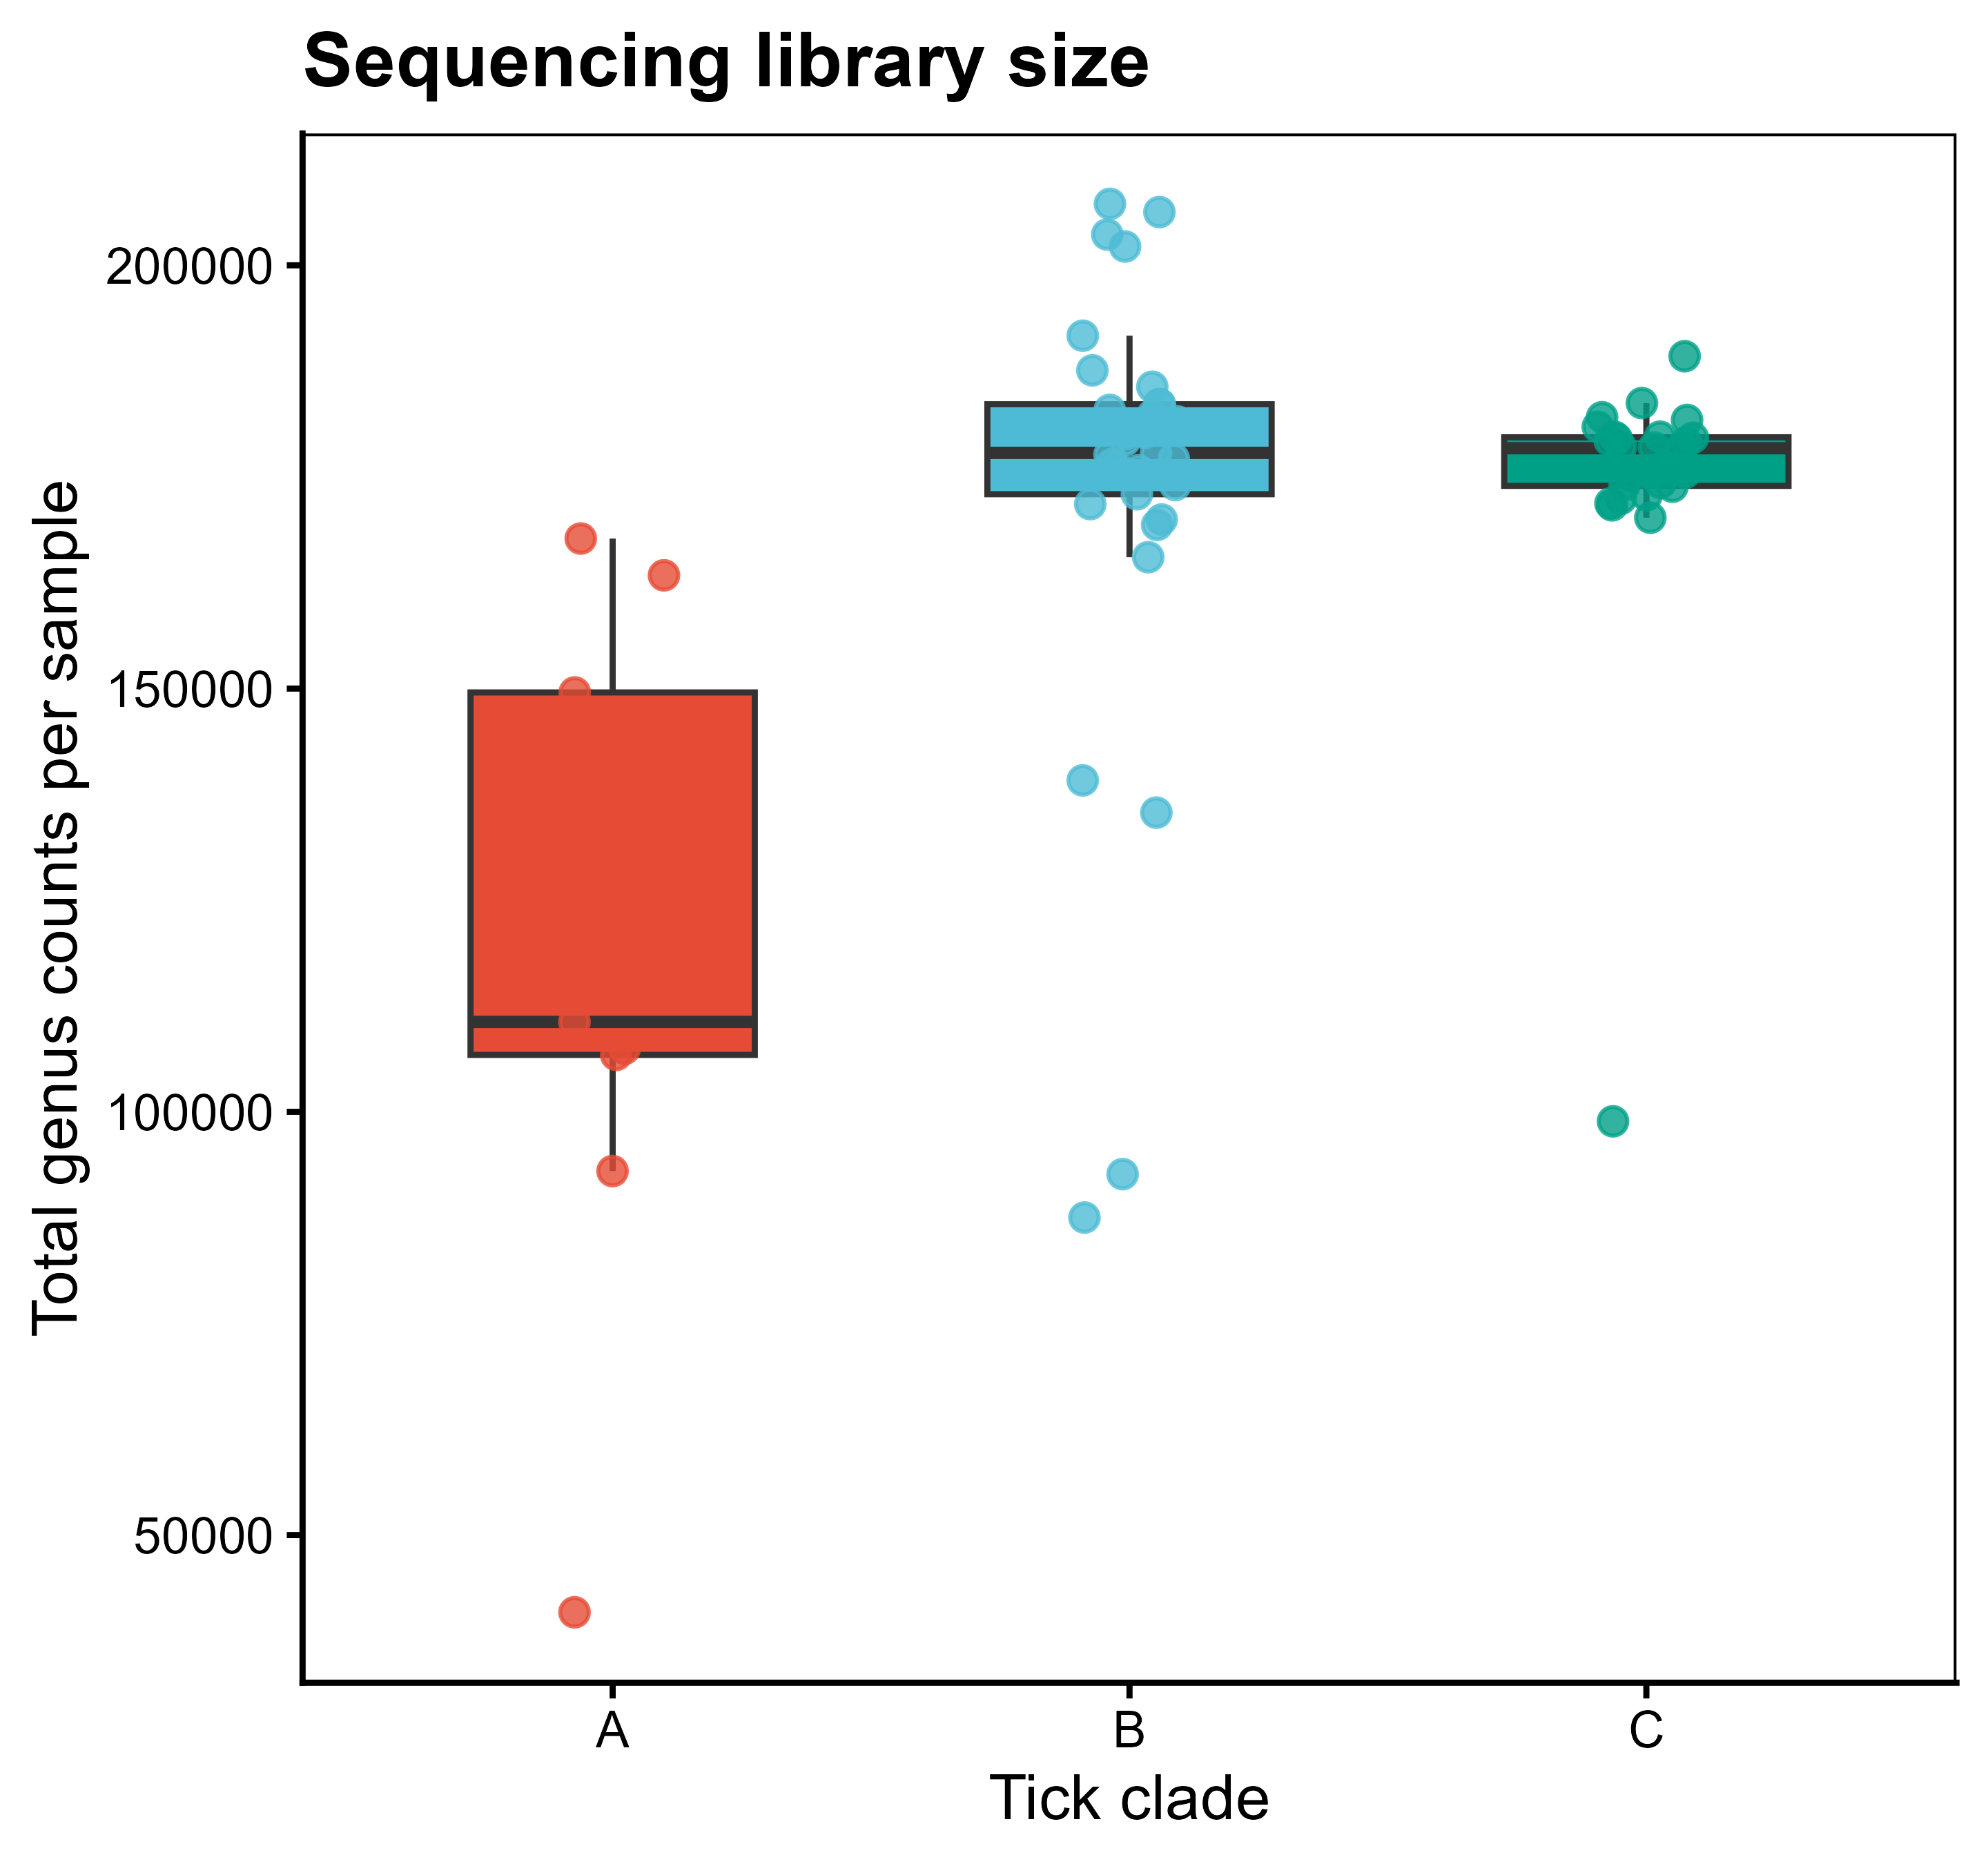 Sequencing library size
Total genus counts per sample
200000
150000
100000
50000
A
B
C
Tick clade